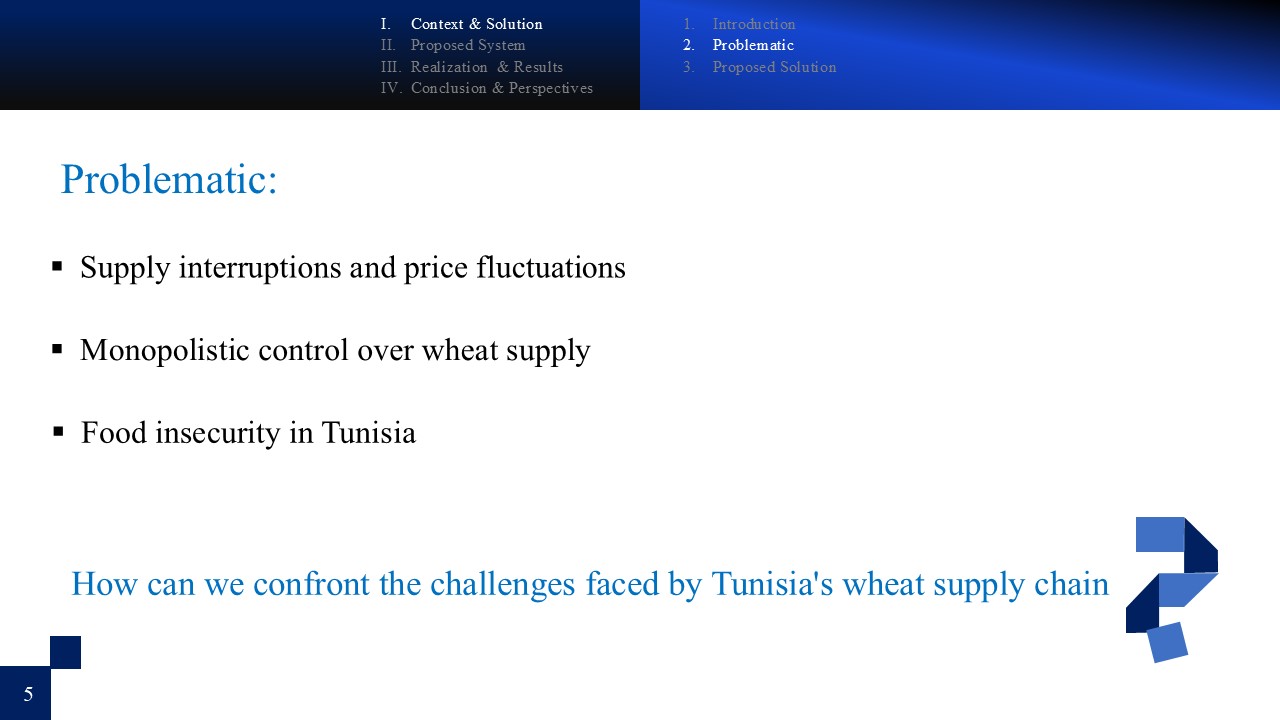 I. Context & Solution
II. Proposed System
III. Realization & Results
IV. Conclusion & Perspectives
1. Introduction
2. Problematic
3. Proposed Solution
Problematic:
▪ Supply interruptions and price fluctuations
▪ Monopolistic control over wheat supply
▪ Food insecurity in Tunisia
How can we confront the challenges faced by Tunisia's wheat supply chain ?
5